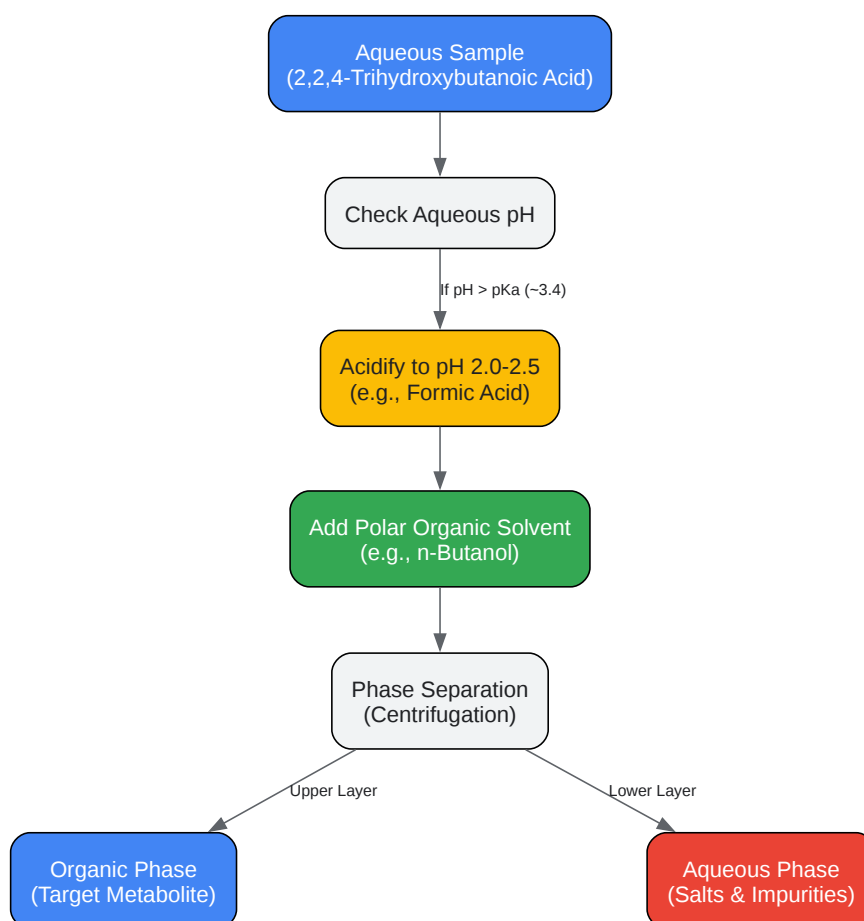 Aqueous Sample
(2,2,4-Trihydroxybutanoic Acid)
Check Aqueous pH
If pH > pKa (~3.4)
Acidify to pH 2.0-2.5
(e.g., Formic Acid)
Add Polar Organic Solvent
(e.g., n-Butanol)
Phase Separation
(Centrifugation)
Upper Layer
Lower Layer
Organic Phase
(Target Metabolite)
Aqueous Phase
(Salts & Impurities)